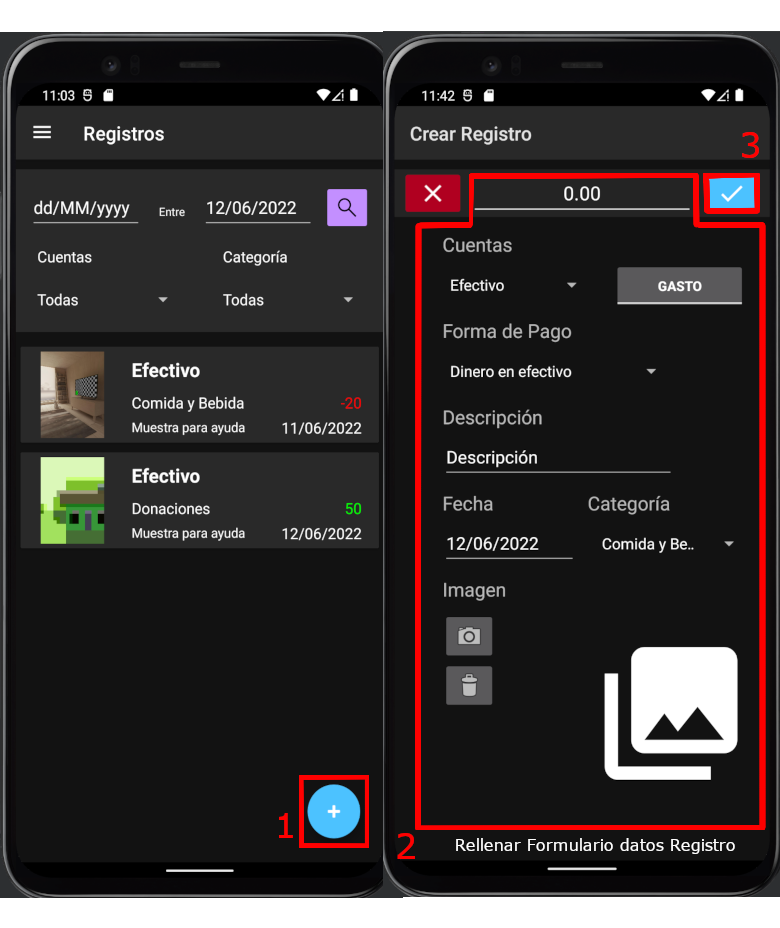 11:03
Registros
dd/MM/yyyy Entre 12/06/2022
Cuentas Categoría
Todas Todas
Efectivo
Comida y Bebida -20
Muestra para ayuda 11/06/2022
Efectivo
Donaciones 50
Muestra para ayuda 12/06/2022
1
11:42
Crear Registro
3
0.00
Cuentas
Efectivo GASTO
Forma de Pago
Dinero en efectivo
Descripción
Descripción
Fecha Categoría
12/06/2022 Comida y Be..
Imagen
2
Rellenar Formulario datos Registro